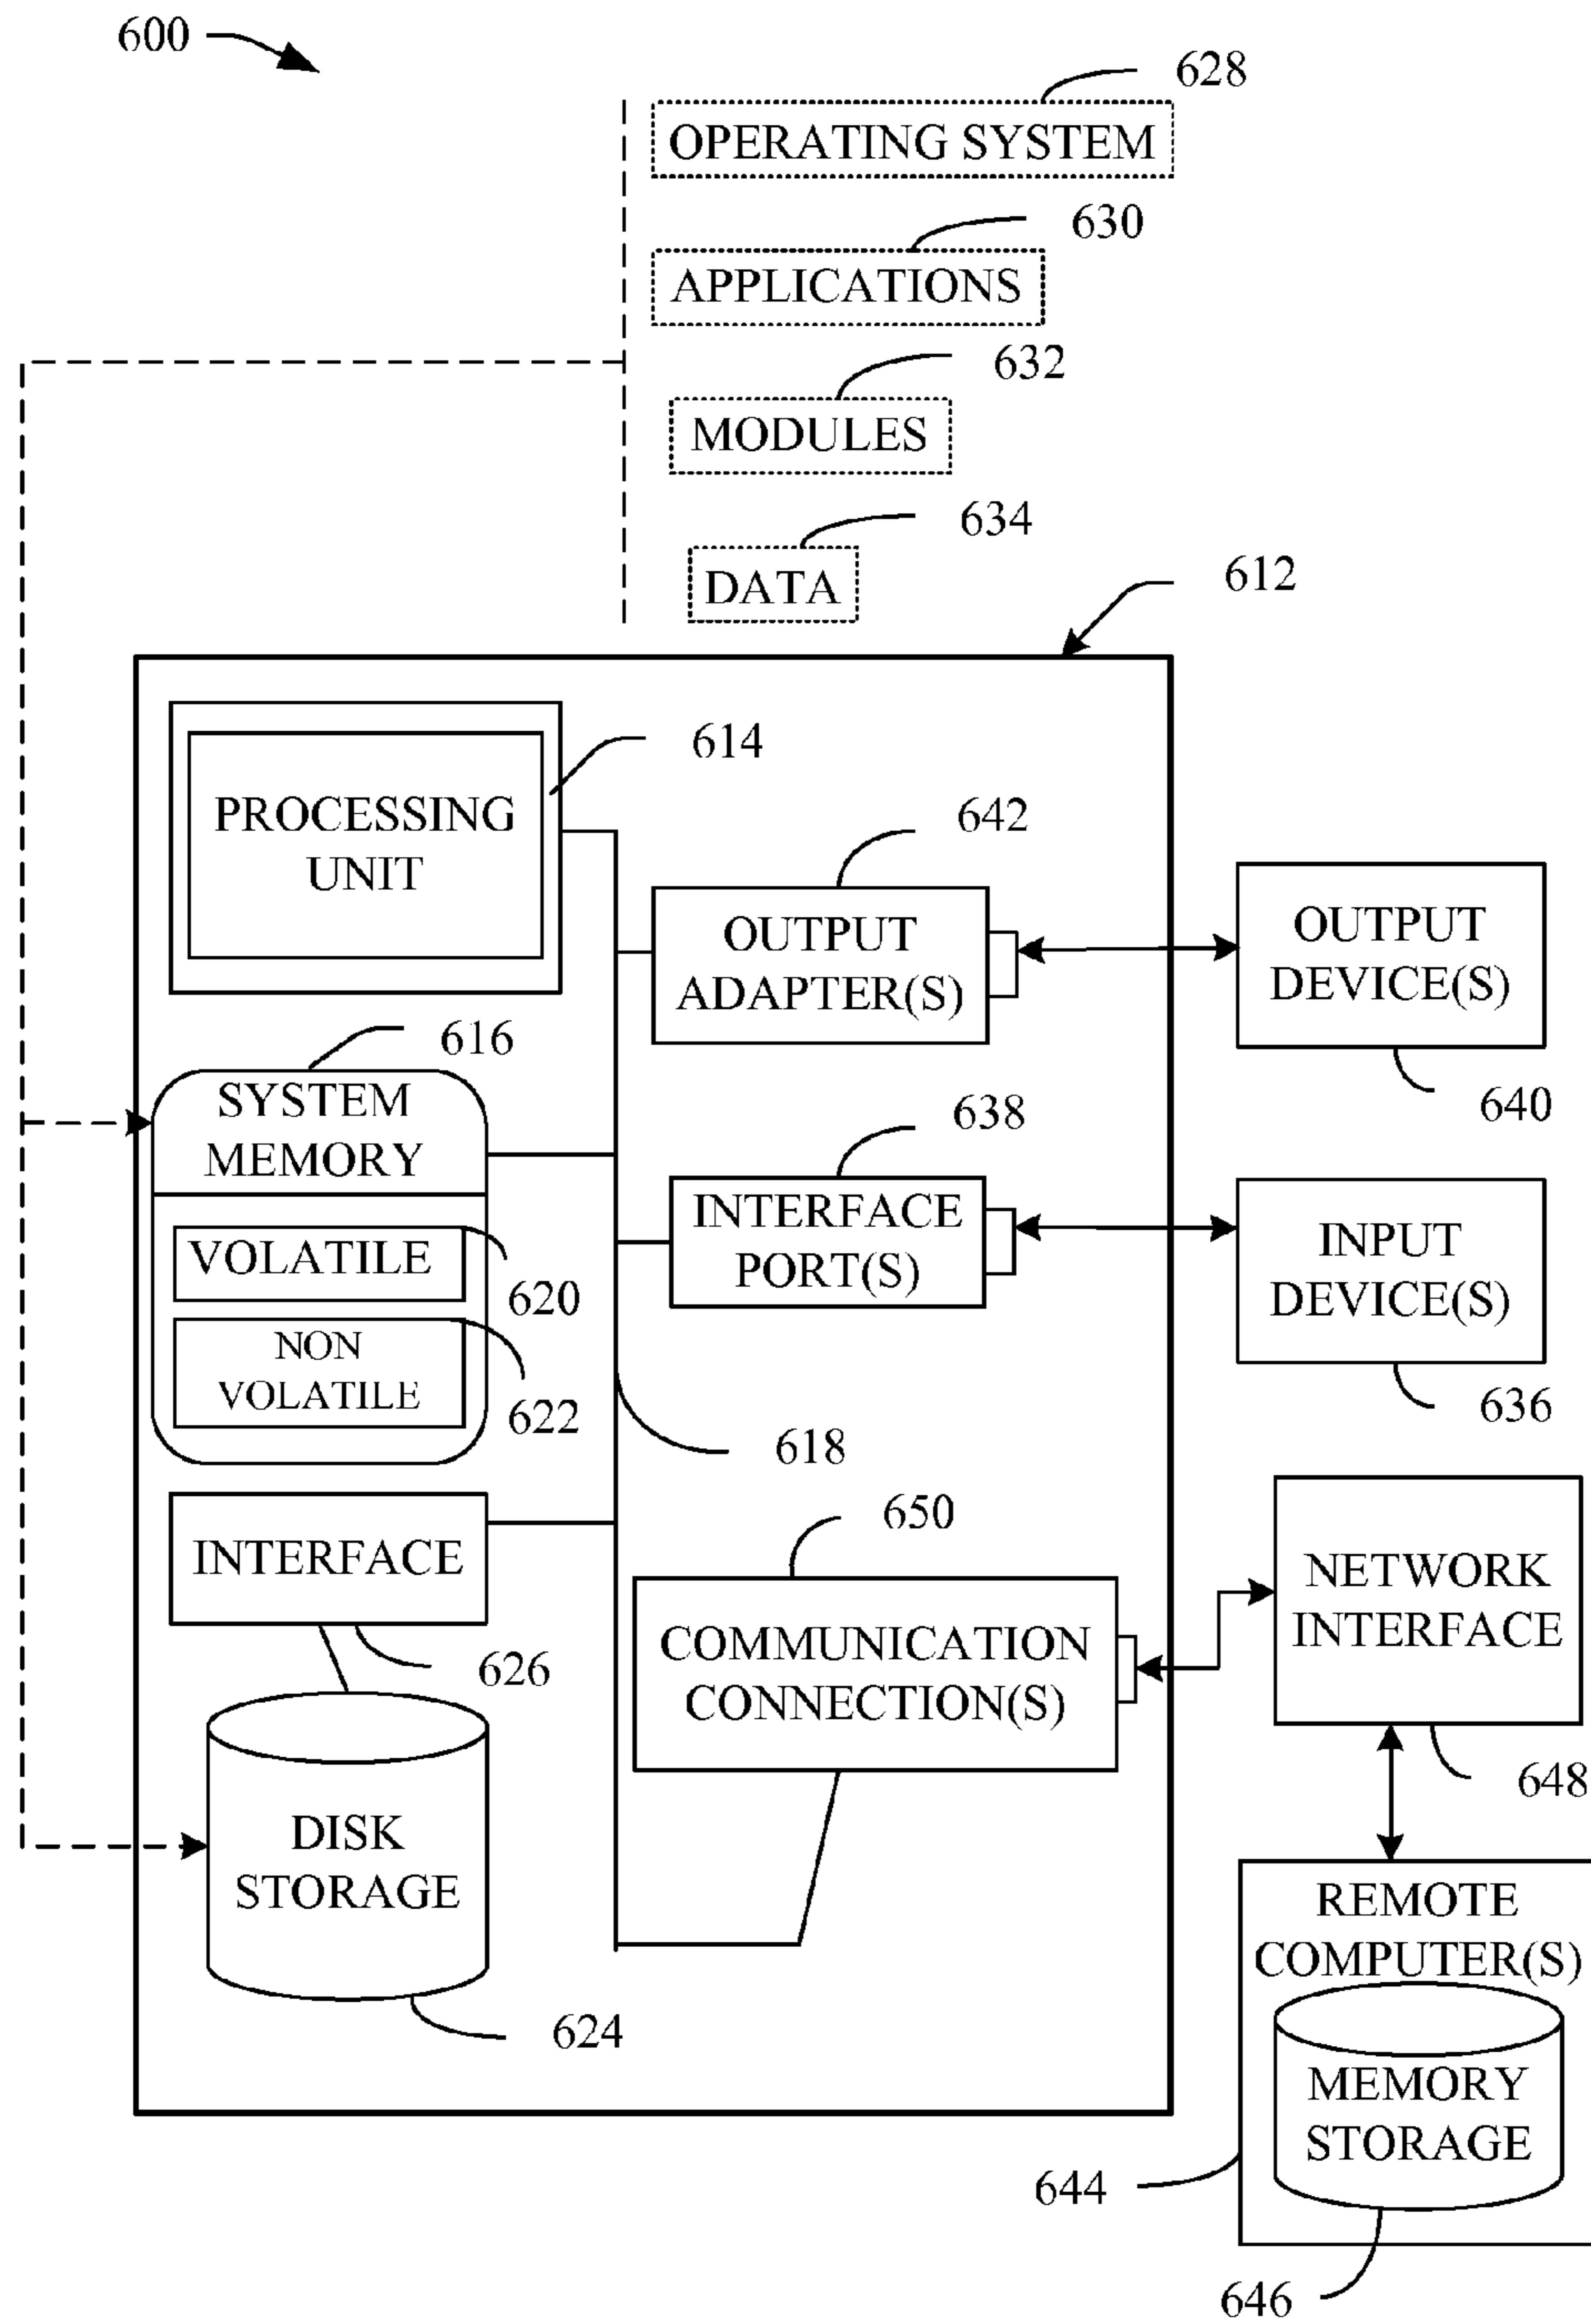 600
628
OPERATING SYSTEM
630
APPLICATIONS
632
MODULES
634
DATA
612
614
PROCESSING
UNIT
642
OUTPUT
ADAPTER(S)
OUTPUT
DEVICE(S)
640
616
SYSTEM
MEMORY
638
INTERFACE
PORT(S)
INPUT
DEVICE(S)
636
VOLATILE
620
NON
VOLATILE
622
618
650
INTERFACE
626
COMMUNICATION
CONNECTION(S)
NETWORK
INTERFACE
648
DISK
STORAGE
624
REMOTE
COMPUTER(S)
MEMORY
STORAGE
644
646